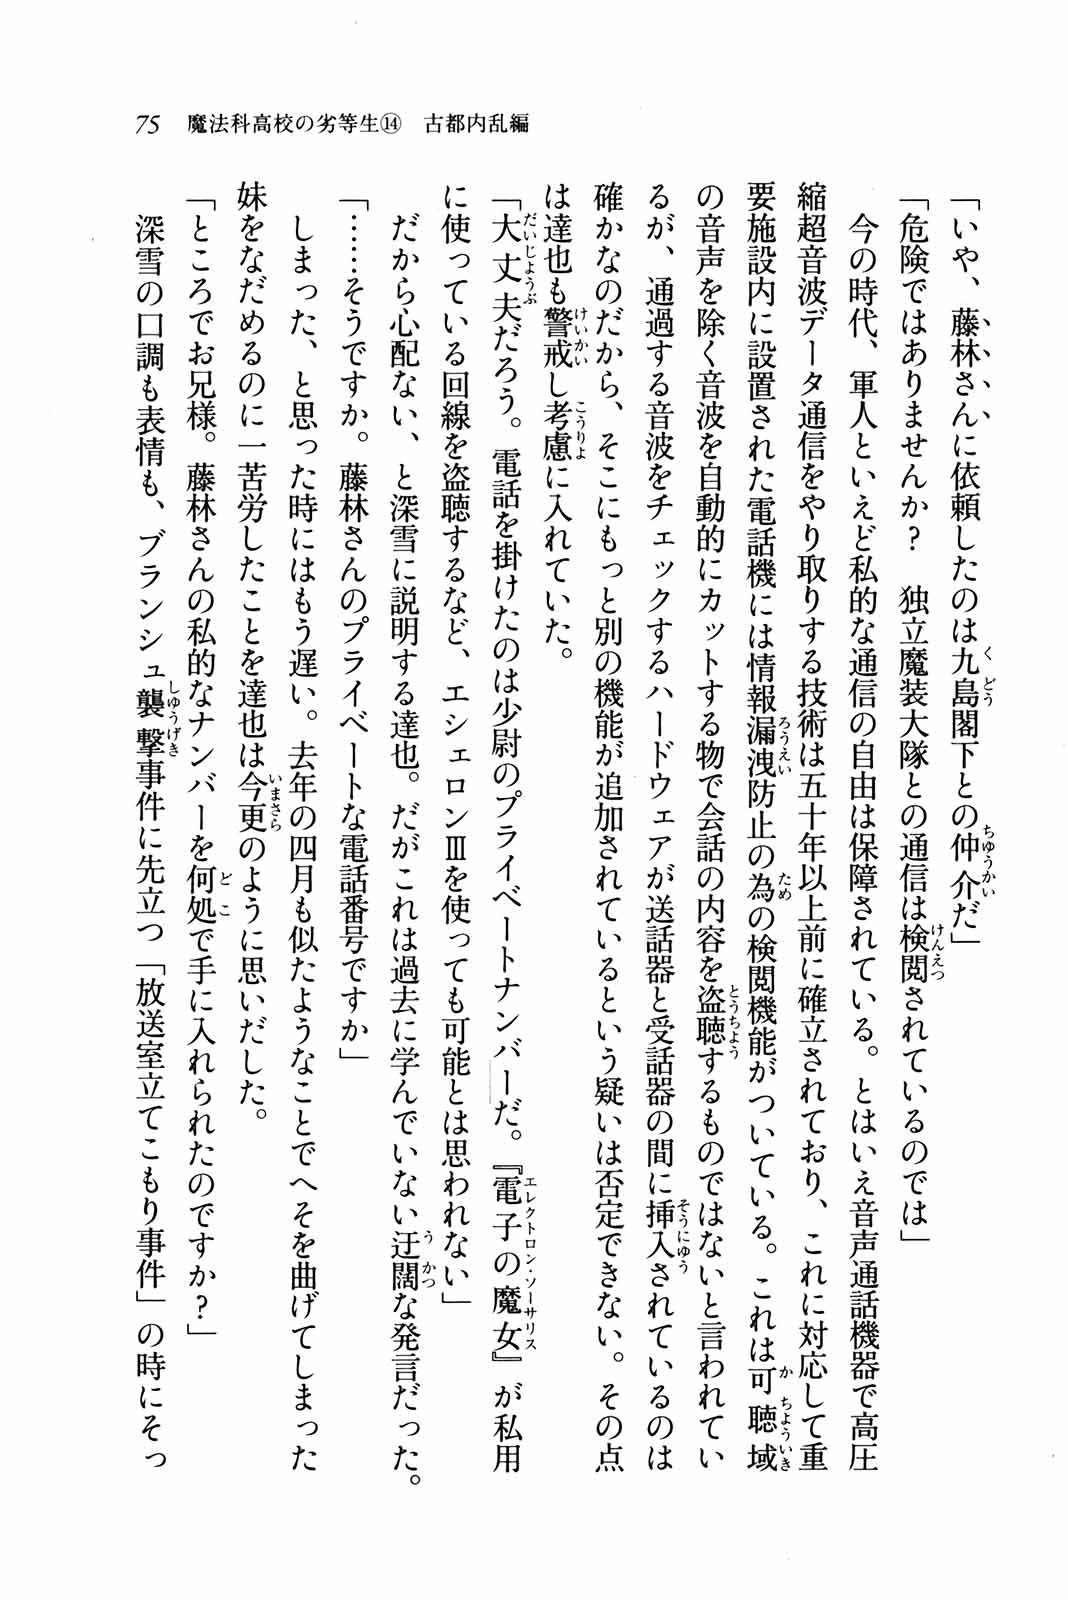 75　魔法科高校の劣等生⑭　古都内乱編
「いや、藤林さんに依頼したのは九島閣下との仲介だ」
「危険ではありませんか？　独立魔装大隊との通信は検閲されているのでは」
　今の時代、軍人といえど私的な通信の自由は保障されている。とはいえ音声通話機器で高圧
縮超音波データ通信をやり取りする技術は五十年以上前に確立されており、これに対応して重
要施設内に設置された電話機には情報漏洩防止の為の検閲機能がついている。これは可聴域
の音声を除く音波を自動的にカットする物で会話の内容を盗聴するものではないと言われてい
るが、通過する音波をチェックするハードウェアが送話器と受話器の間に挿入されているのは
確かなのだから、そこにもっと別の機能が追加されているという疑いは否定できない。その点
は達也も警戒し考慮に入れていた。
「大丈夫だろう。電話を掛けたのは少尉のプライベートナンバーだ。『電子の魔女』が私用
に使っている回線を盗聴するなど、エシェロンⅢを使っても可能とは思われない」
　だから心配ない、と深雪に説明する達也。だがこれは過去に学んでいない迂闊な発言だった。
「……そうですか。藤林さんのプライベートな電話番号ですか」
　しまった、と思った時にはもう遅い。去年の四月も似たようなことでへそを曲げてしまった
妹をなだめるのに一苦労したことを達也は今更のように思いだした。
「ところでお兄様。藤林さんの私的なナンバーを何処で手に入れられたのですか？」
　深雪の口調も表情も、ブランシュ襲撃事件に先立つ「放送室立てこもり事件」の時にそっ